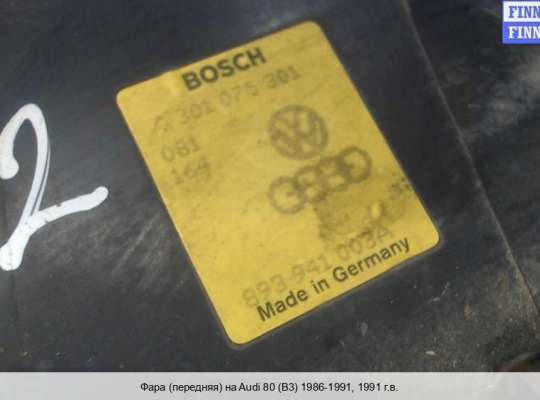 FINN
FINN
BOSCH
301 075 301
081
164
2
893 941 003A
Made in Germany
Фара (передняя) на Audi 80 (B3) 1986-1991, 1991 г.в.